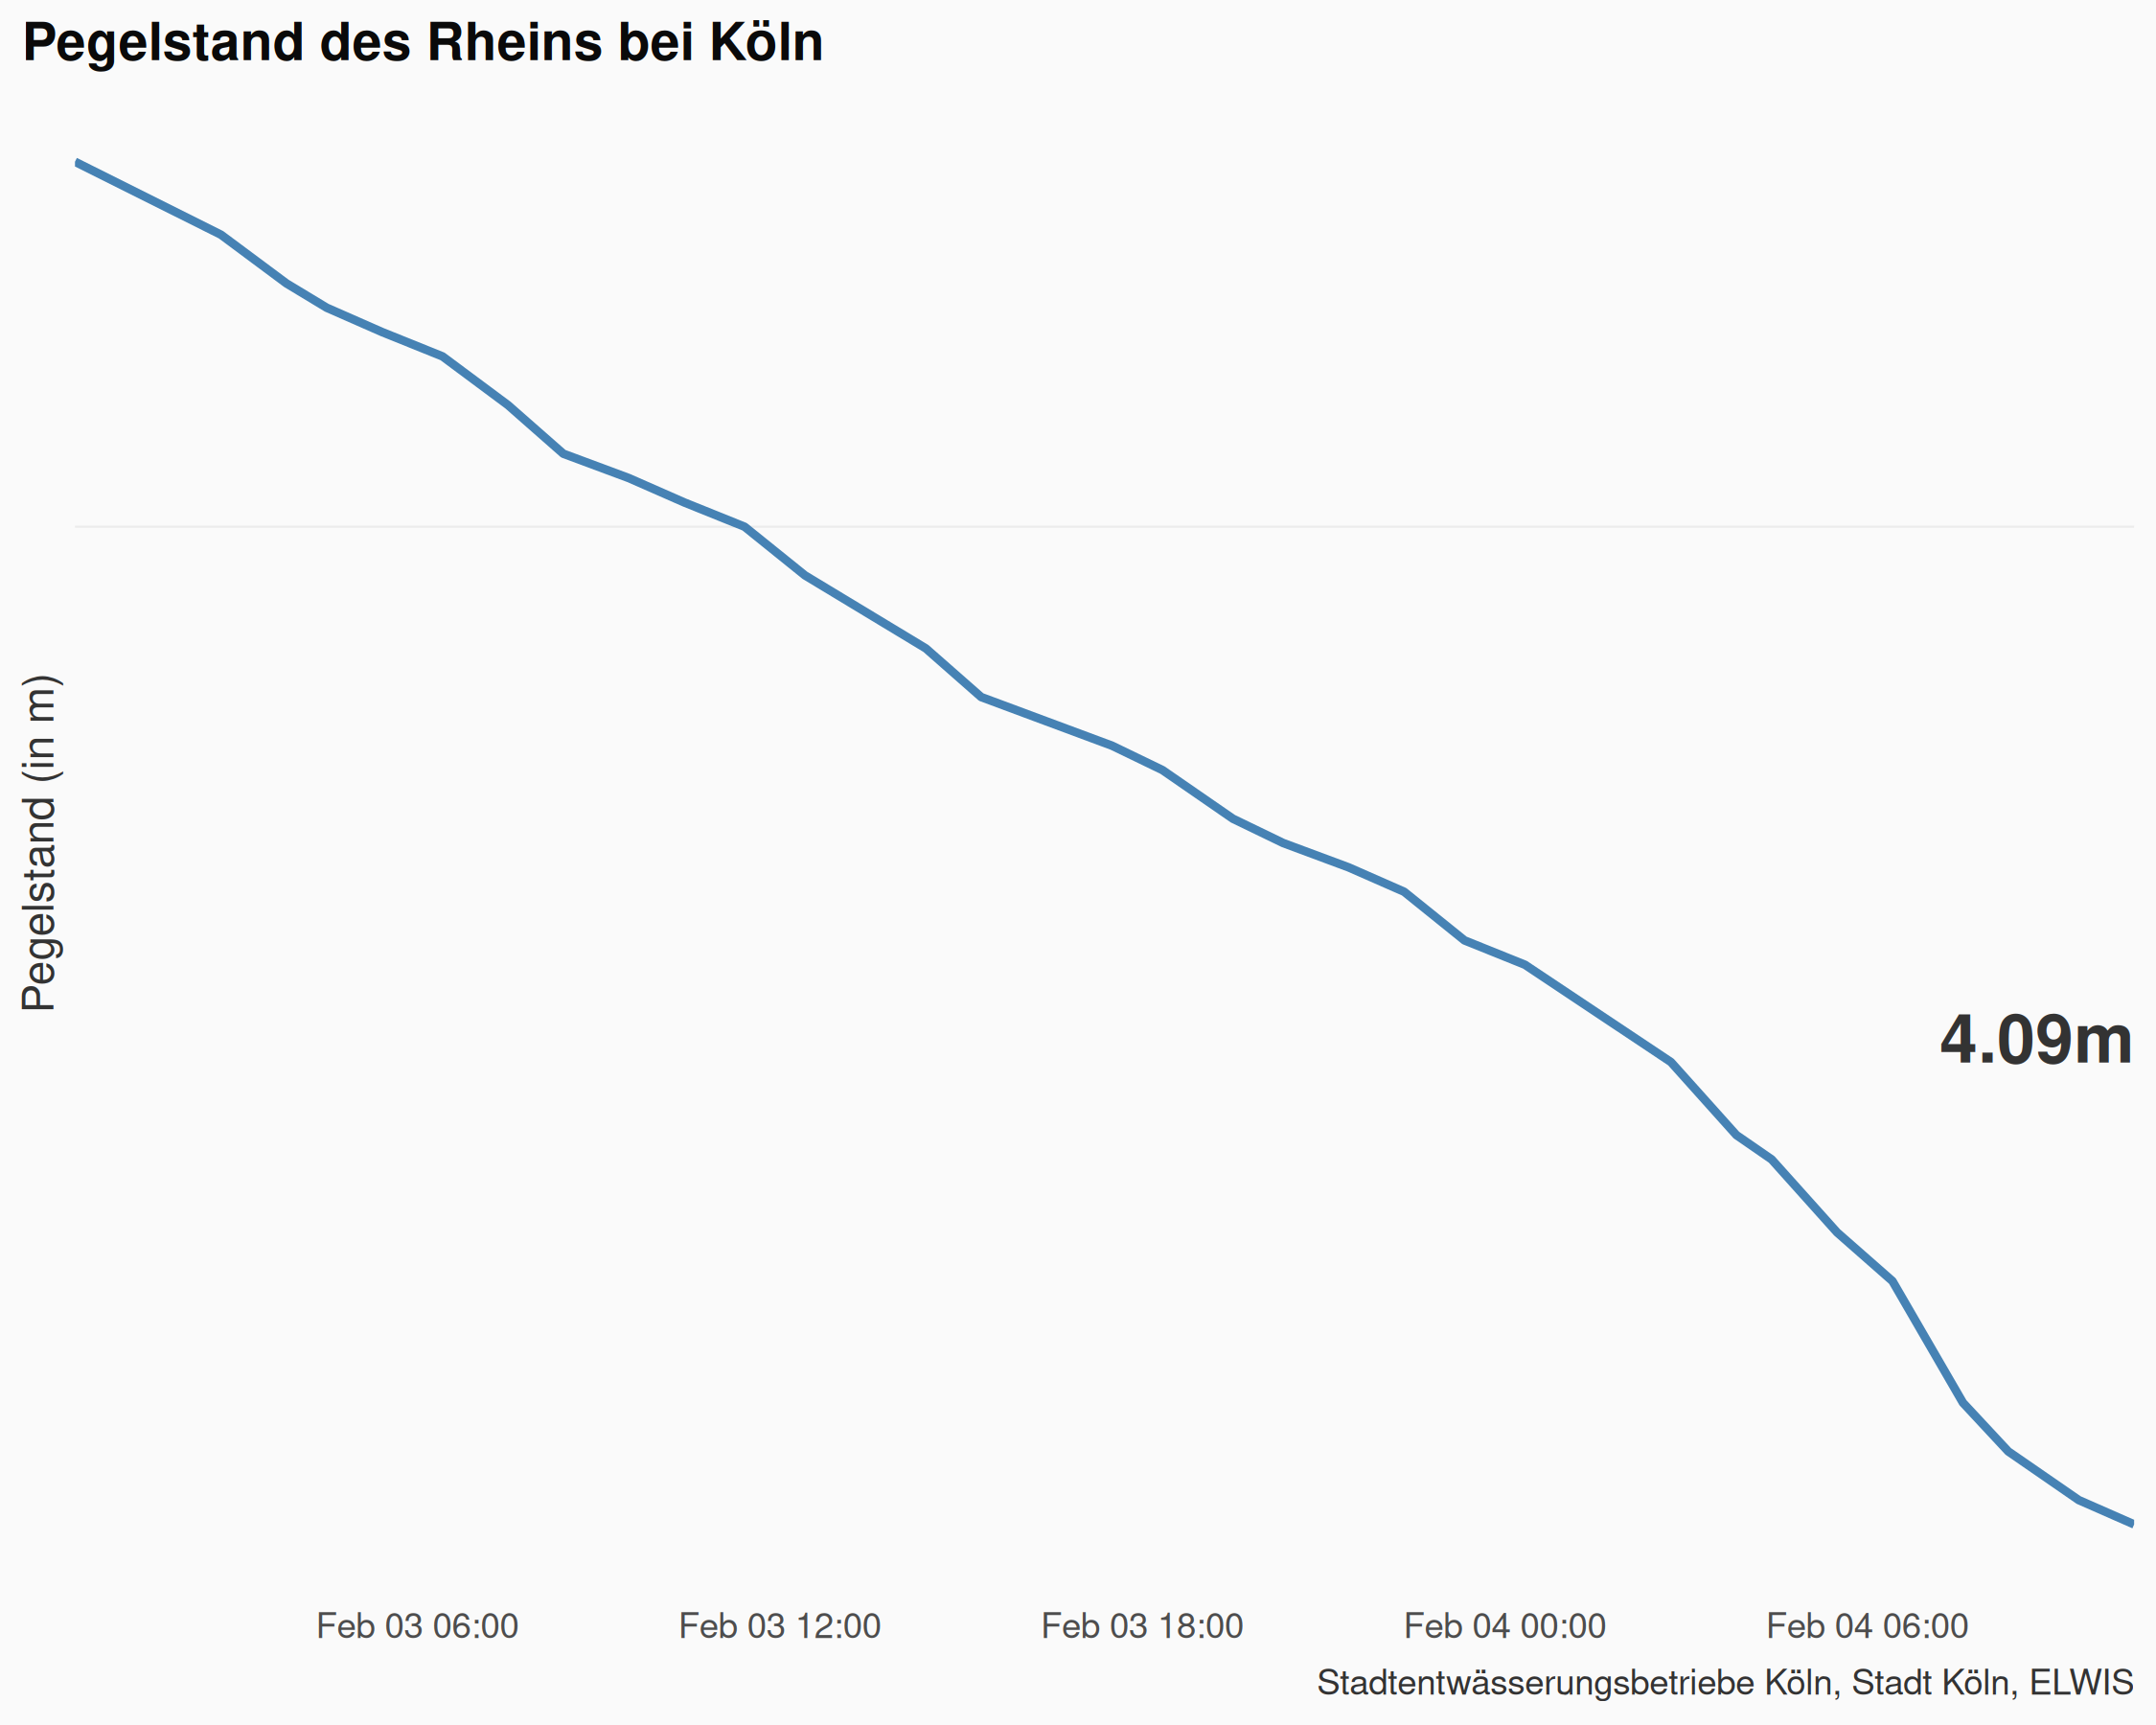 Pegelstand des Rheins bei Köln
Pegelstand (in m)
4.09m
Feb 03 06:00
Feb 03 12:00
Feb 03 18:00
Feb 04 00:00
Feb 04 06:00
Stadtentwässerungsbetriebe Köln, Stadt Köln, ELWIS